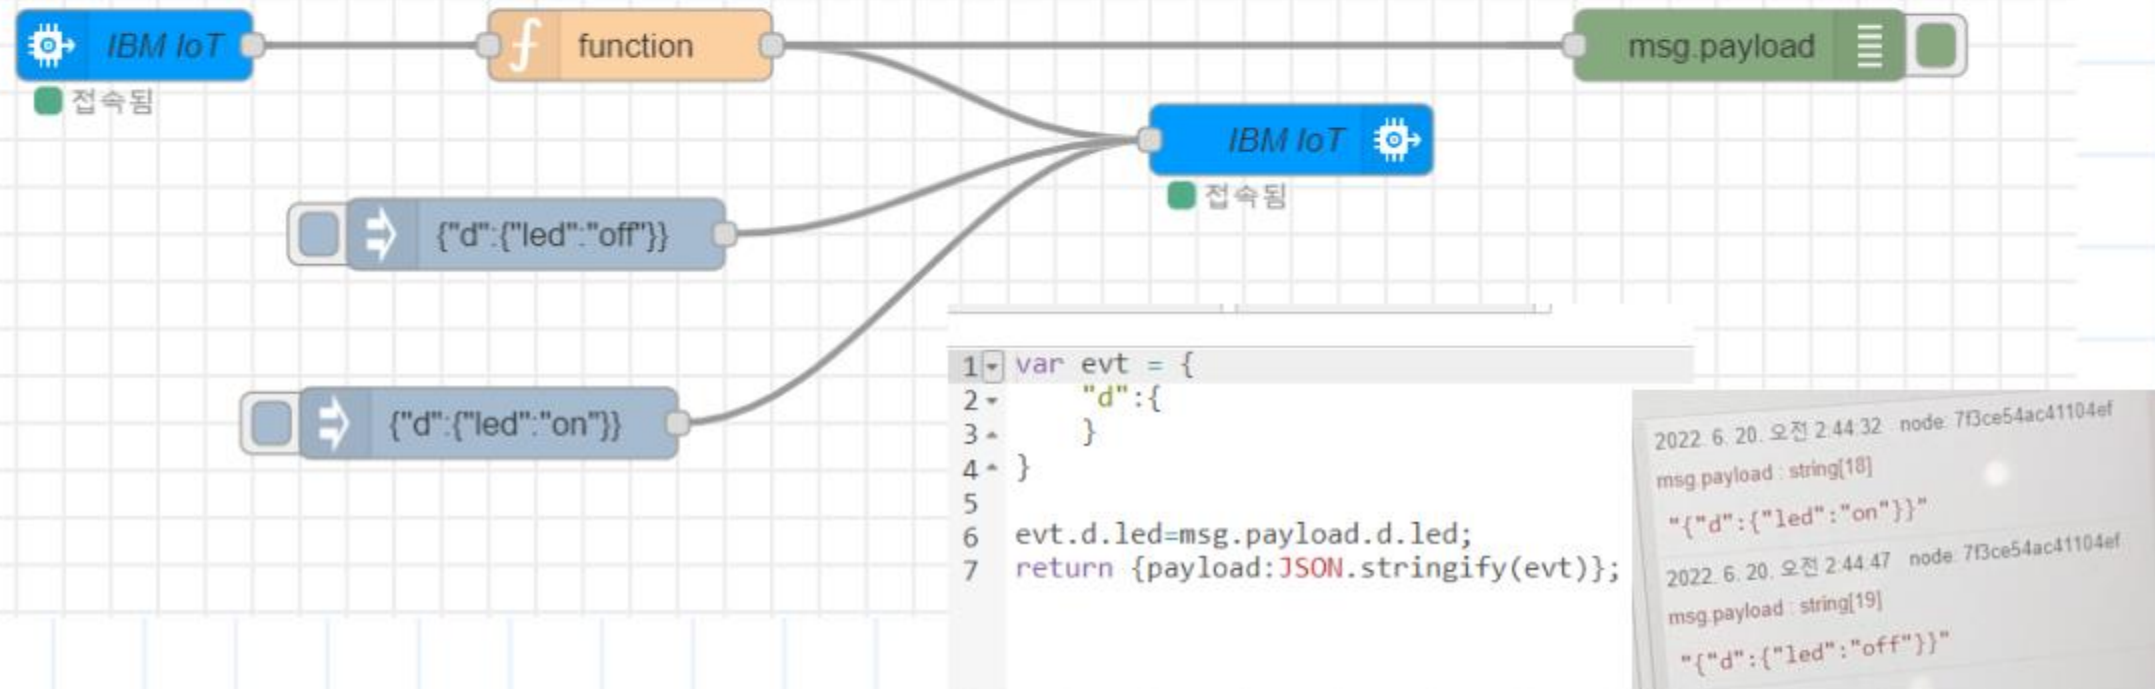 IBM IoT
function
msg.payload
접속됨
IBM IoT
접속됨
{"d":{"led":"off"}}
{"d":{"led":"on"}}
1 var evt = {
2 "d":{
3 }
4 }
5
6 evt.d.led=msg.payload.d.led;
7 return {payload:JSON.stringify(evt)};
2022. 6. 20. 오전 2:44:32 node: 7f3ce54ac41104ef
msg.payload : string[18]
"{"d":{"led":"on"}}"
2022. 6. 20. 오전 2:44:47 node: 7f3ce54ac41104ef
msg.payload : string[19]
"{"d":{"led":"off"}}"